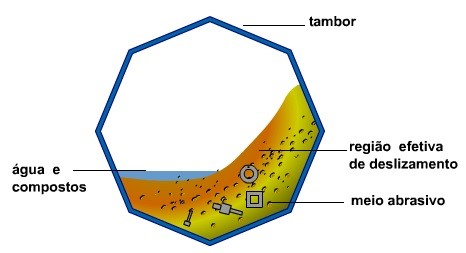 tambor
região efetiva
de deslizamento
água e
compostos
meio abrasivo